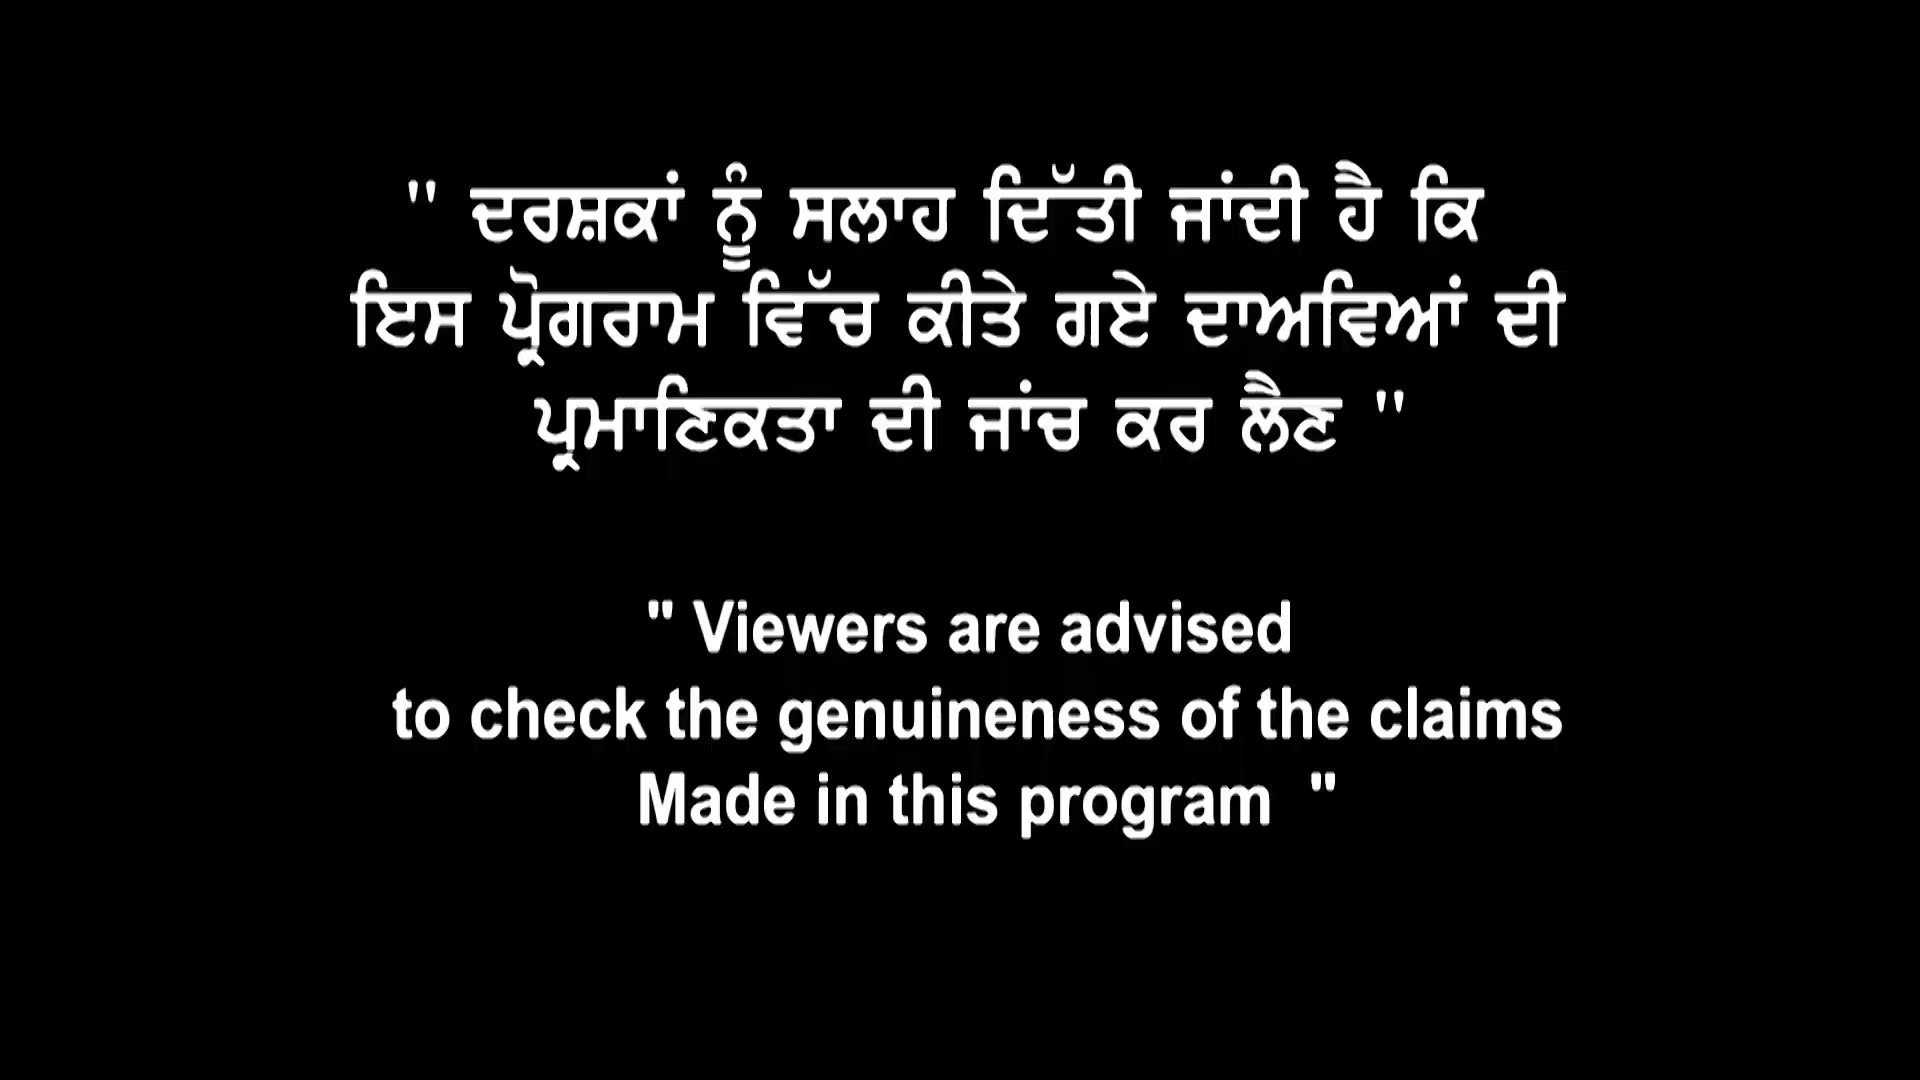 " ਦਰਸ਼ਕਾਂ ਨੂੰ ਸਲਾਹ ਦਿੱਤੀ ਜਾਂਦੀ ਹੈ ਕਿ
ਇਸ ਪ੍ਰੋਗਰਾਮ ਵਿੱਚ ਕੀਤੇ ਗਏ ਦਾਅਵਿਆਂ ਦੀ
ਪ੍ਰਮਾਣਿਕਤਾ ਦੀ ਜਾਂਚ ਕਰ ਲੈਣ "
" Viewers are advised
to check the genuineness of the claims
Made in this program "